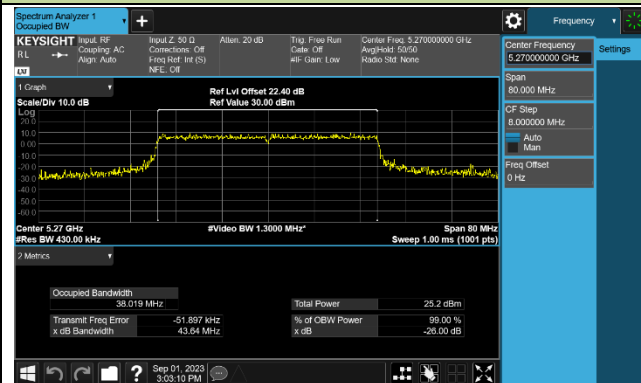 Spectrum Analyzer 1
Occupied BW
Frequency
KEYSIGHT
RL
LXI
Input: RF
Coupling: AC
Align: Auto
Input Z: 50 Ω
Corrections: Off
Freq Ref: Int (S)
NFE: Off
Atten: 20 dB
Trig: Free Run
Gate: Off
#IF Gain: Low
Center Freq: 5.270000000 GHz
Avg|Hold: 50/50
Radio Std: None
Center Frequency
5.270000000 GHz
Settings
Span
80.000 MHz
CF Step
8.000000 MHz
Auto
Man
Freq Offset
0 Hz
1 Graph
Scale/Div 10.0 dB
Ref Lvl Offset 22.40 dB
Ref Value 30.00 dBm
Log
20.0
10.0
0.00
-10.0
-20.0
-30.0
-40.0
-50.0
-60.0
Center 5.27 GHz
#Video BW 1.3000 MHz*
Span 80 MHz
#Res BW 430.00 kHz
Sweep 1.00 ms (1001 pts)
2 Metrics
Occupied Bandwidth
38.019 MHz
Total Power
25.2 dBm
Transmit Freq Error
-51.897 kHz
% of OBW Power
99.00 %
x dB Bandwidth
43.64 MHz
x dB
-26.00 dB
?
Sep 01, 2023
3:03:10 PM